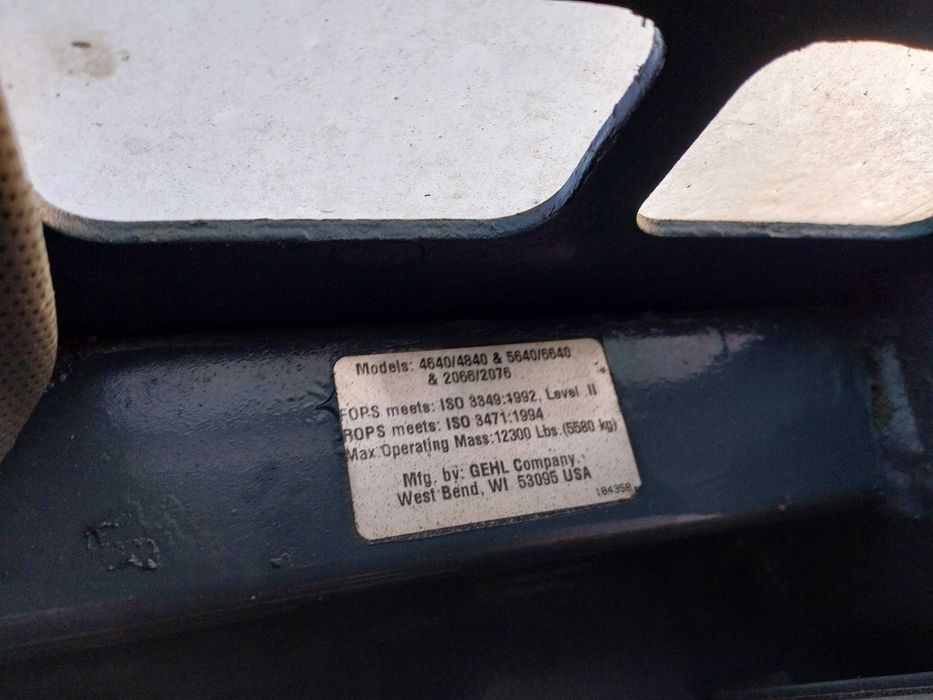 Models: 4640/4840 & 5640/6640
& 2066/2076
FOPS meets: ISO 3349:1992, Level II
ROPS meets: ISO 3471:1994
Max.Operating Mass:12300 Lbs.(5580 kg)
Mfg. by: GEHL Company,
West Bend, WI 53095 USA
184358